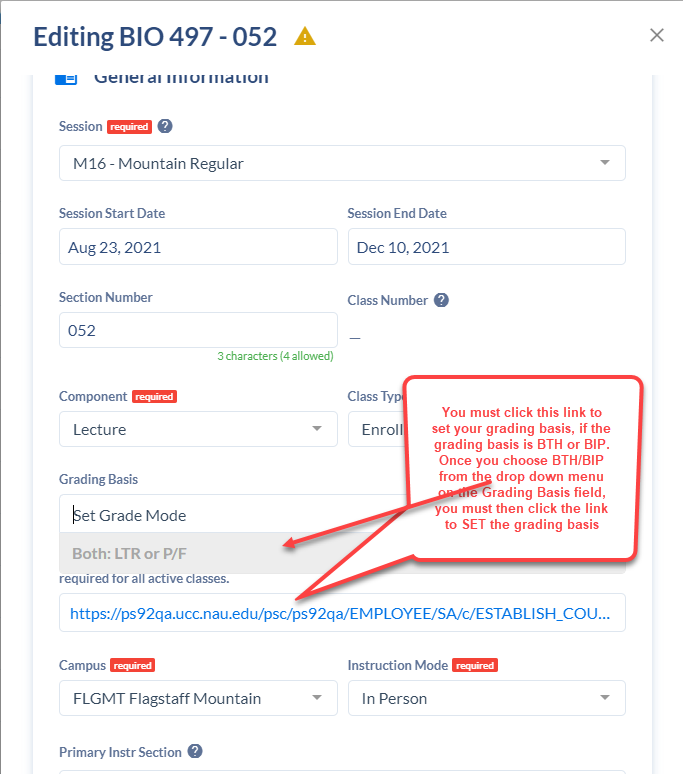 Editing BIO 497 - 052
General Information
Session required
M16 - Mountain Regular
Session Start Date
Session End Date
Aug 23, 2021
Dec 10, 2021
Section Number
Class Number
052
—
3 characters (4 allowed)
Component required
Class Type
Lecture
Enroll
You must click this link to
set your grading basis, if the
grading basis is BTH or BIP.
Once you choose BTH/BIP
from the drop down menu
on the Grading Basis field,
you must then click the link
to SET the grading basis
Grading Basis
Set Grade Mode
Both: LTR or P/F
required for all active classes.
https://ps92qa.ucc.nau.edu/psc/ps92qa/EMPLOYEE/SA/c/ESTABLISH_COU...
Campus required
Instruction Mode required
FLGMT Flagstaff Mountain
In Person
Primary Instr Section